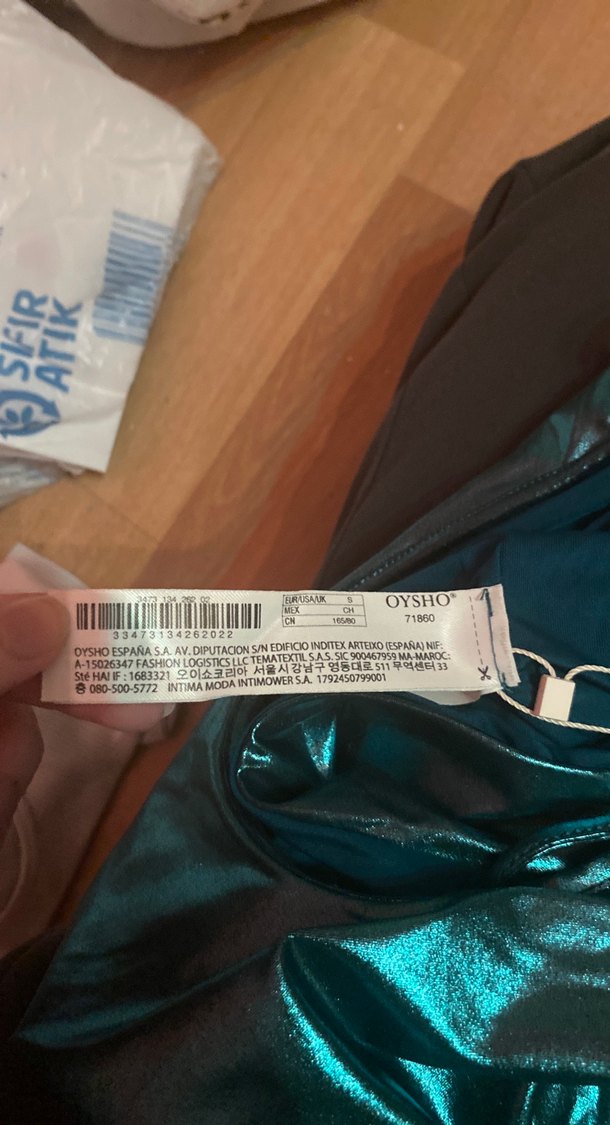 SIFIR
ATIK
3473 134 262 02
33473134262022
EUR/USA/UK S
MEX CH
CN 165/80
OYSHO®
71860
OYSHO ESPAÑA S.A. AV. DIPUTACION S/N EDIFICIO INDITEX ARTEIXO (ESPAÑA) NIF:
A-15026347 FASHION LOGISTICS LLC TEMATEXTIL S.A.S. SIC 900467959 MA-MAROC:
Sté HAI IF : 1683321 오이쇼코리아 서울시 강남구 영동대로 511 무역센터 33
층 080-500-5772 INTIMA MODA INTIMOWER S.A. 1792450799001